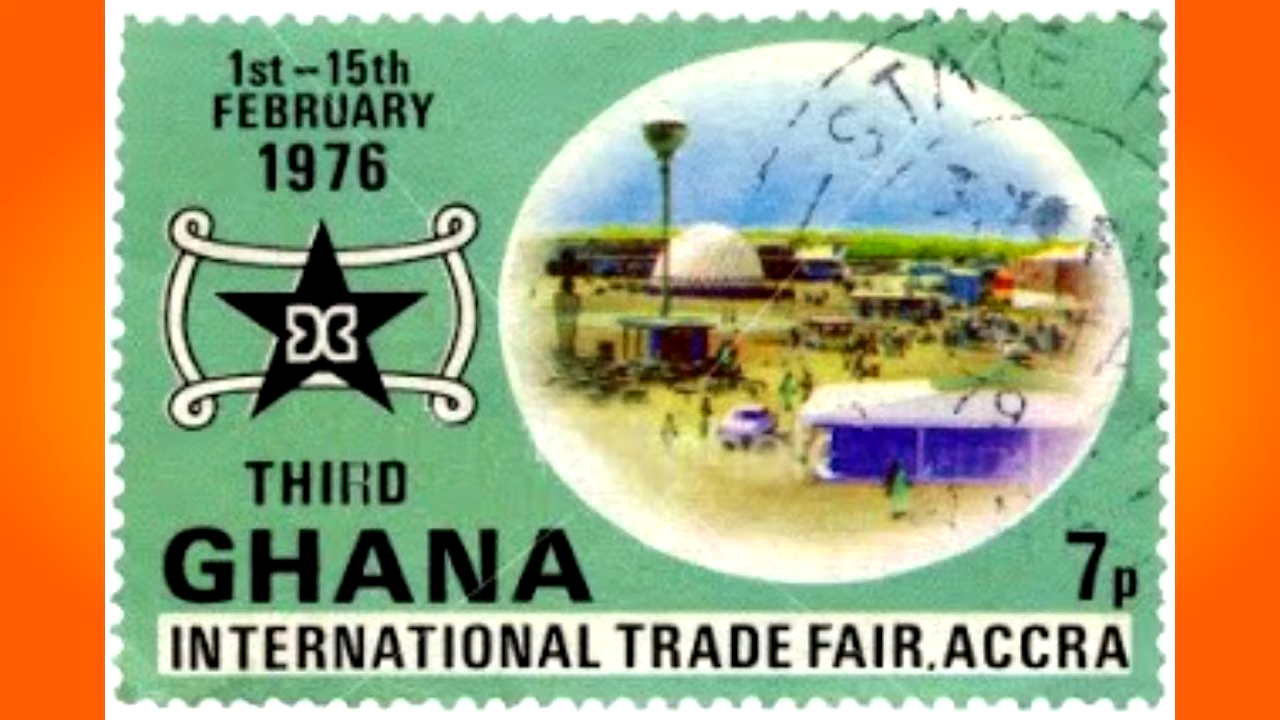 1st – 15th
FEBRUARY
1976
THIRD
GHANA
7p
INTERNATIONAL TRADE FAIR, ACCRA